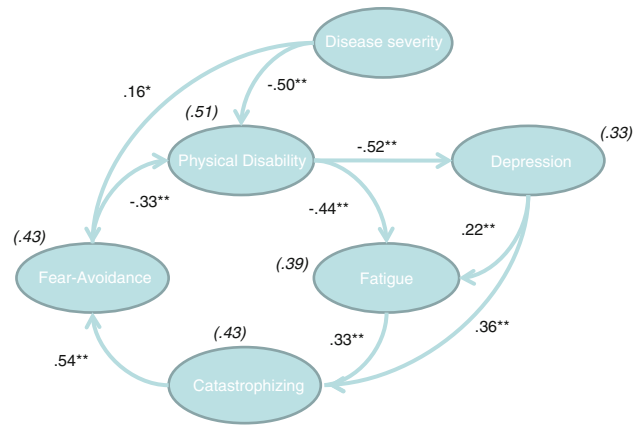 Disease severity
.16*
-.50**
(.51)
Physical Disability
-.52**
Depression
(.33)
-.33**
-.44**
.22**
(.43)
Fear-Avoidance
(.39)
Fatigue
(.43)
.33**
.36**
.54**
Catastrophizing